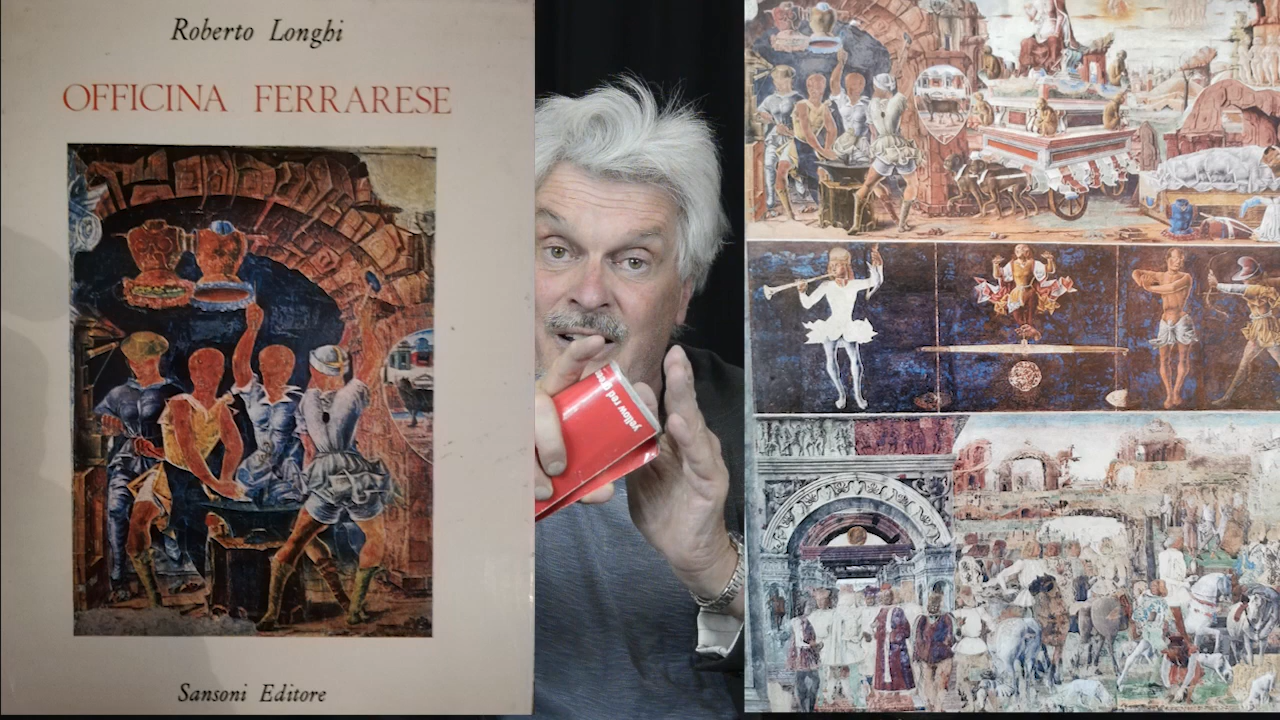 Roberto Longhi
OFFICINA FERRARESE
Sansoni Editore
yellow red